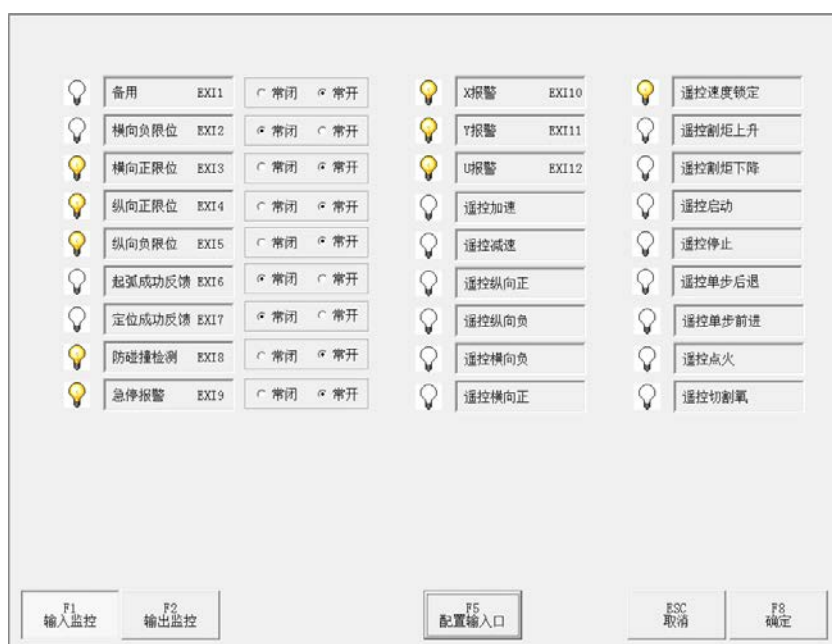 备用 EXI1 常闭 常开
横向负限位 EXI2 常闭 常开
横向正限位 EXI3 常闭 常开
纵向正限位 EXI4 常闭 常开
纵向负限位 EXI5 常闭 常开
起弧成功反馈 EXI6 常闭 常开
定位成功反馈 EXI7 常闭 常开
防碰撞检测 EXI8 常闭 常开
急停报警 EXI9 常闭 常开
X报警 EXI10
Y报警 EXI11
U报警 EXI12
遥控加速
遥控减速
遥控纵向正
遥控纵向负
遥控横向负
遥控横向正
遥控速度锁定
遥控割炬上升
遥控割炬下降
遥控启动
遥控停止
遥控单步后退
遥控单步前进
遥控点火
遥控切割氧
F1
输入监控
F2
输出监控
F5
配置输入口
ESC
取消
F8
确定